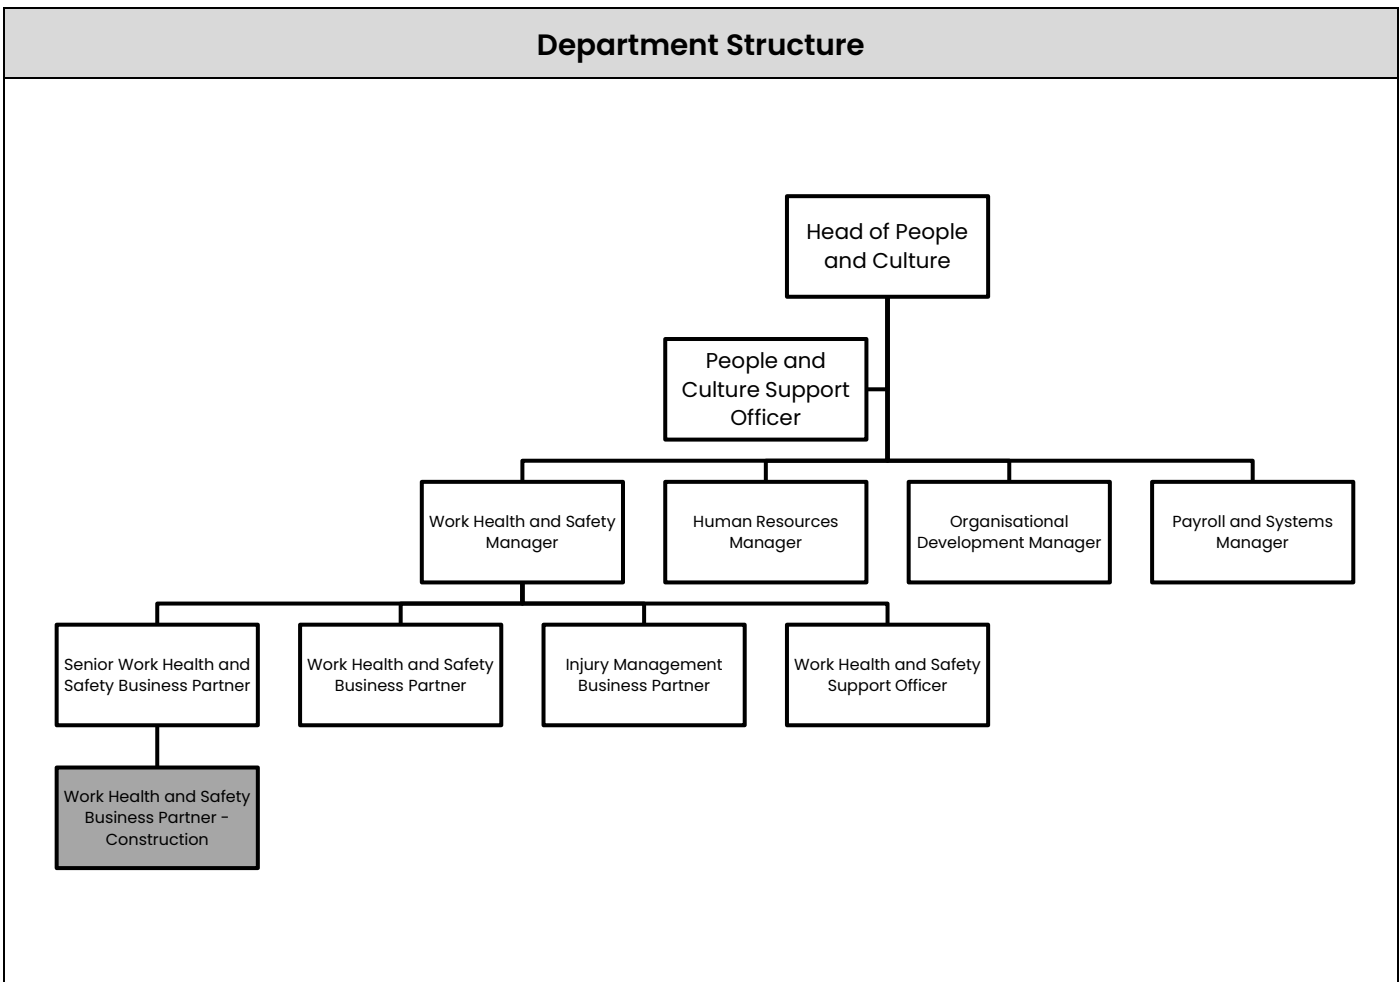 Department Structure
Head of People
and Culture
People and
Culture Support
Officer
Work Health and Safety
Manager
Human Resources
Manager
Organisational
Development Manager
Payroll and Systems
Manager
Senior Work Health and
Safety Business Partner
Work Health and Safety
Business Partner
Injury Management
Business Partner
Work Health and Safety
Support Officer
Work Health and Safety
Business Partner -
Construction